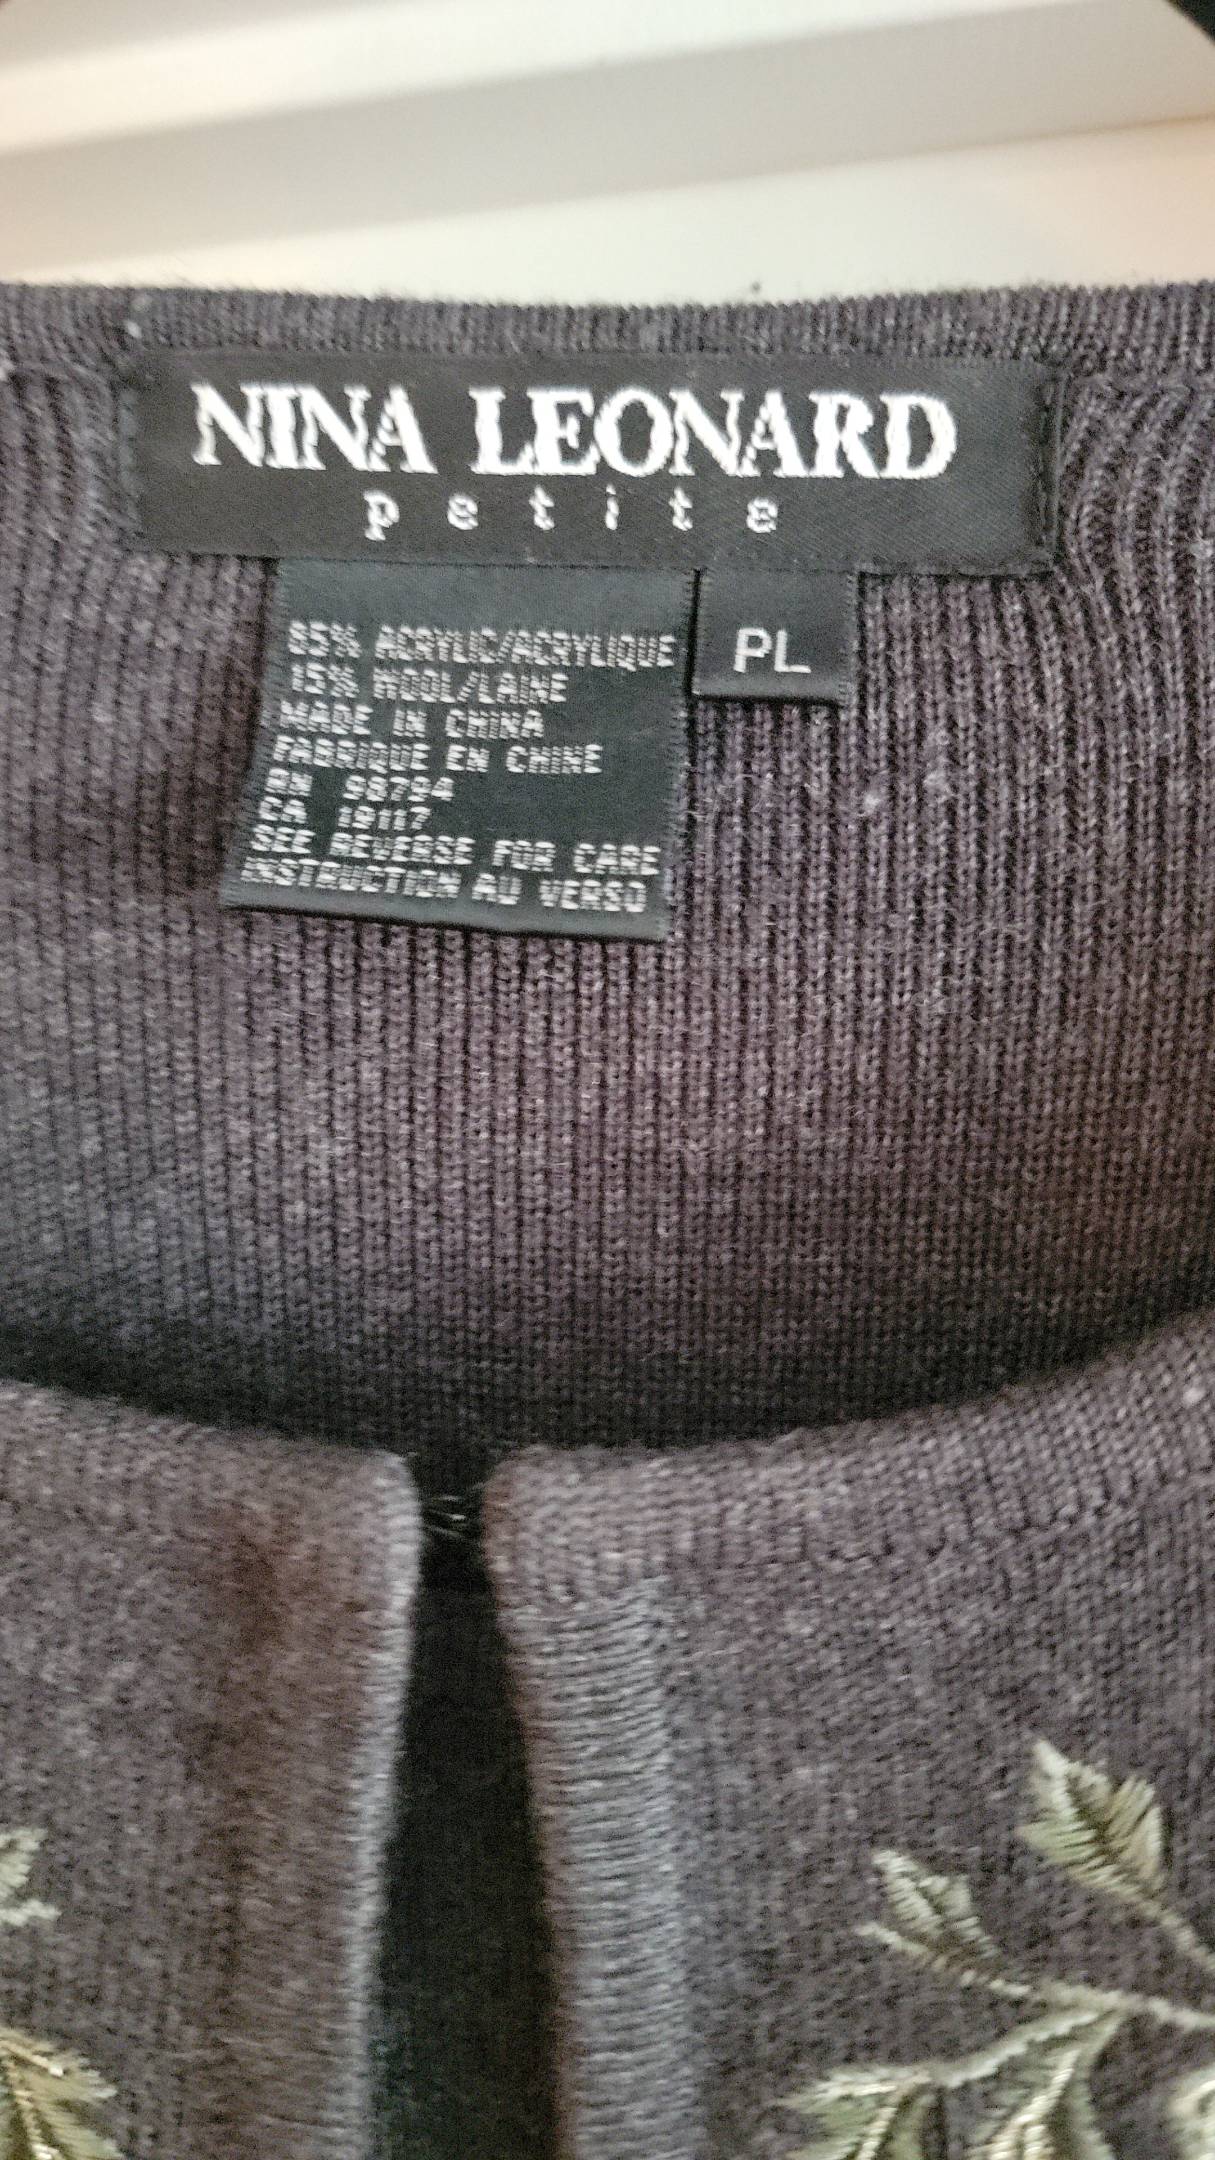 NINA LEONARD
petite
PL
85% ACRYLIC/ACRYLIQUE
15% WOOL/LAINE
MADE IN CHINA
FABRIQUE EN CHINE
RN 98794
CA 19117
SEE REVERSE FOR CARE
INSTRUCTION AU VERSO